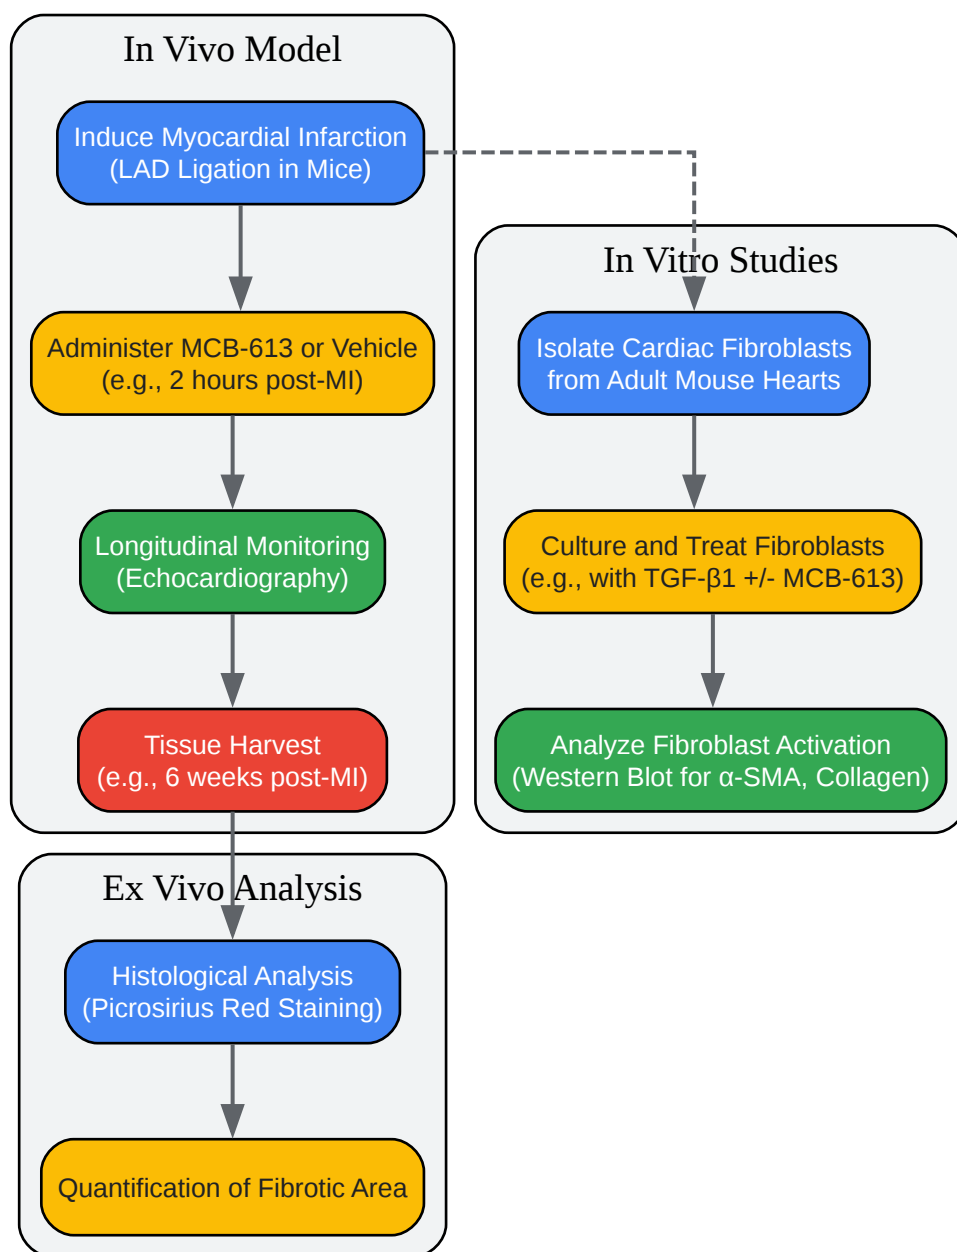 In Vivo Model
Induce Myocardial Infarction
(LAD Ligation in Mice)
Administer MCB-613 or Vehicle
(e.g., 2 hours post-MI)
Longitudinal Monitoring
(Echocardiography)
Tissue Harvest
(e.g., 6 weeks post-MI)
In Vitro Studies
Isolate Cardiac Fibroblasts
from Adult Mouse Hearts
Culture and Treat Fibroblasts
(e.g., with TGF-β1 +/- MCB-613)
Analyze Fibroblast Activation
(Western Blot for α-SMA, Collagen)
Ex Vivo Analysis
Histological Analysis
(Picrosirius Red Staining)
Quantification of Fibrotic Area